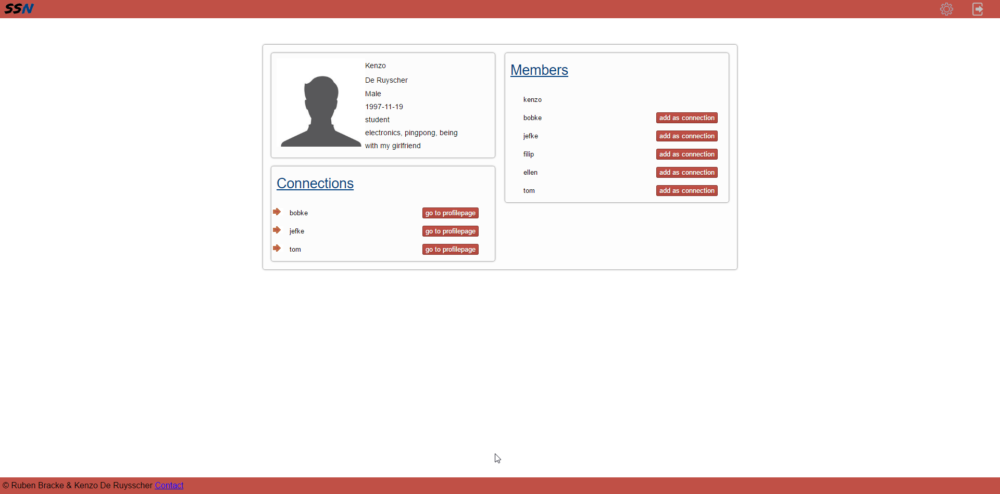 SSN
Kenzo
De Ruyscher
Male
1997-11-19
student
electronics, pingpong, being
with my girlfriend
Connections
bobke go to profilepage
jefke go to profilepage
tom go to profilepage
Members
kenzo
bobke add as connection
jefke add as connection
filip add as connection
ellen add as connection
tom add as connection
© Ruben Bracke & Kenzo De Ruysscher Contact